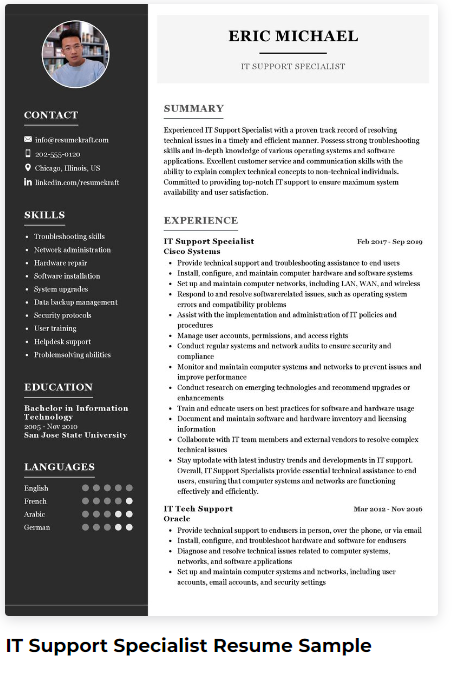 ERIC MICHAEL
IT SUPPORT SPECIALIST
CONTACT
info@resumekraft.com
202-555-0120
Chicago, Illinois, US
linkedin.com/resumekraft
SKILLS
Troubleshooting skills
Network administration
Hardware repair
Software installation
System upgrades
Data backup management
Security protocols
User training
Helpdesk support
Problemsolving abilities
EDUCATION
Bachelor in Information
Technology
2005 - Nov 2010
San Jose State University
LANGUAGES
English
French
Arabic
German
SUMMARY
Experienced IT Support Specialist with a proven track record of resolving
technical issues in a timely and efficient manner. Possess strong troubleshooting
skills and in-depth knowledge of various operating systems and software
applications. Excellent customer service and communication skills with the
ability to explain complex technical concepts to non-technical individuals.
Committed to providing top-notch IT support to ensure maximum system
availability and user satisfaction.
EXPERIENCE
IT Support Specialist Feb 2017 - Sep 2019
Cisco Systems
Provide technical support and troubleshooting assistance to end users
Install, configure, and maintain computer hardware and software systems
Set up and maintain computer networks, including LAN, WAN, and wireless
Respond to and resolve softwarerelated issues, such as operating system
errors and compatibility problems
Assist with the implementation and administration of IT policies and
procedures
Manage user accounts, permissions, and access rights
Conduct regular systems and network audits to ensure security and
compliance
Monitor and maintain computer systems and networks to prevent issues and
improve performance
Conduct research on emerging technologies and recommend upgrades or
enhancements
Train and educate users on best practices for software and hardware usage
Document and maintain software and hardware inventory and licensing
information
Collaborate with IT team members and external vendors to resolve complex
technical issues
Stay uptodate with latest industry trends and developments in IT support.
Overall, IT Support Specialists provide essential technical assistance to end
users, ensuring that computer systems and networks are functioning
effectively and efficiently.
IT Tech Support Mar 2012 - Nov 2016
Oracle
Provide technical support to endusers in person, over the phone, or via email
Install, configure, and troubleshoot hardware and software for endusers
Diagnose and resolve technical issues related to computer systems,
networks, and software applications
Set up and maintain computer systems and networks, including user
accounts, email accounts, and security settings
IT Support Specialist Resume Sample